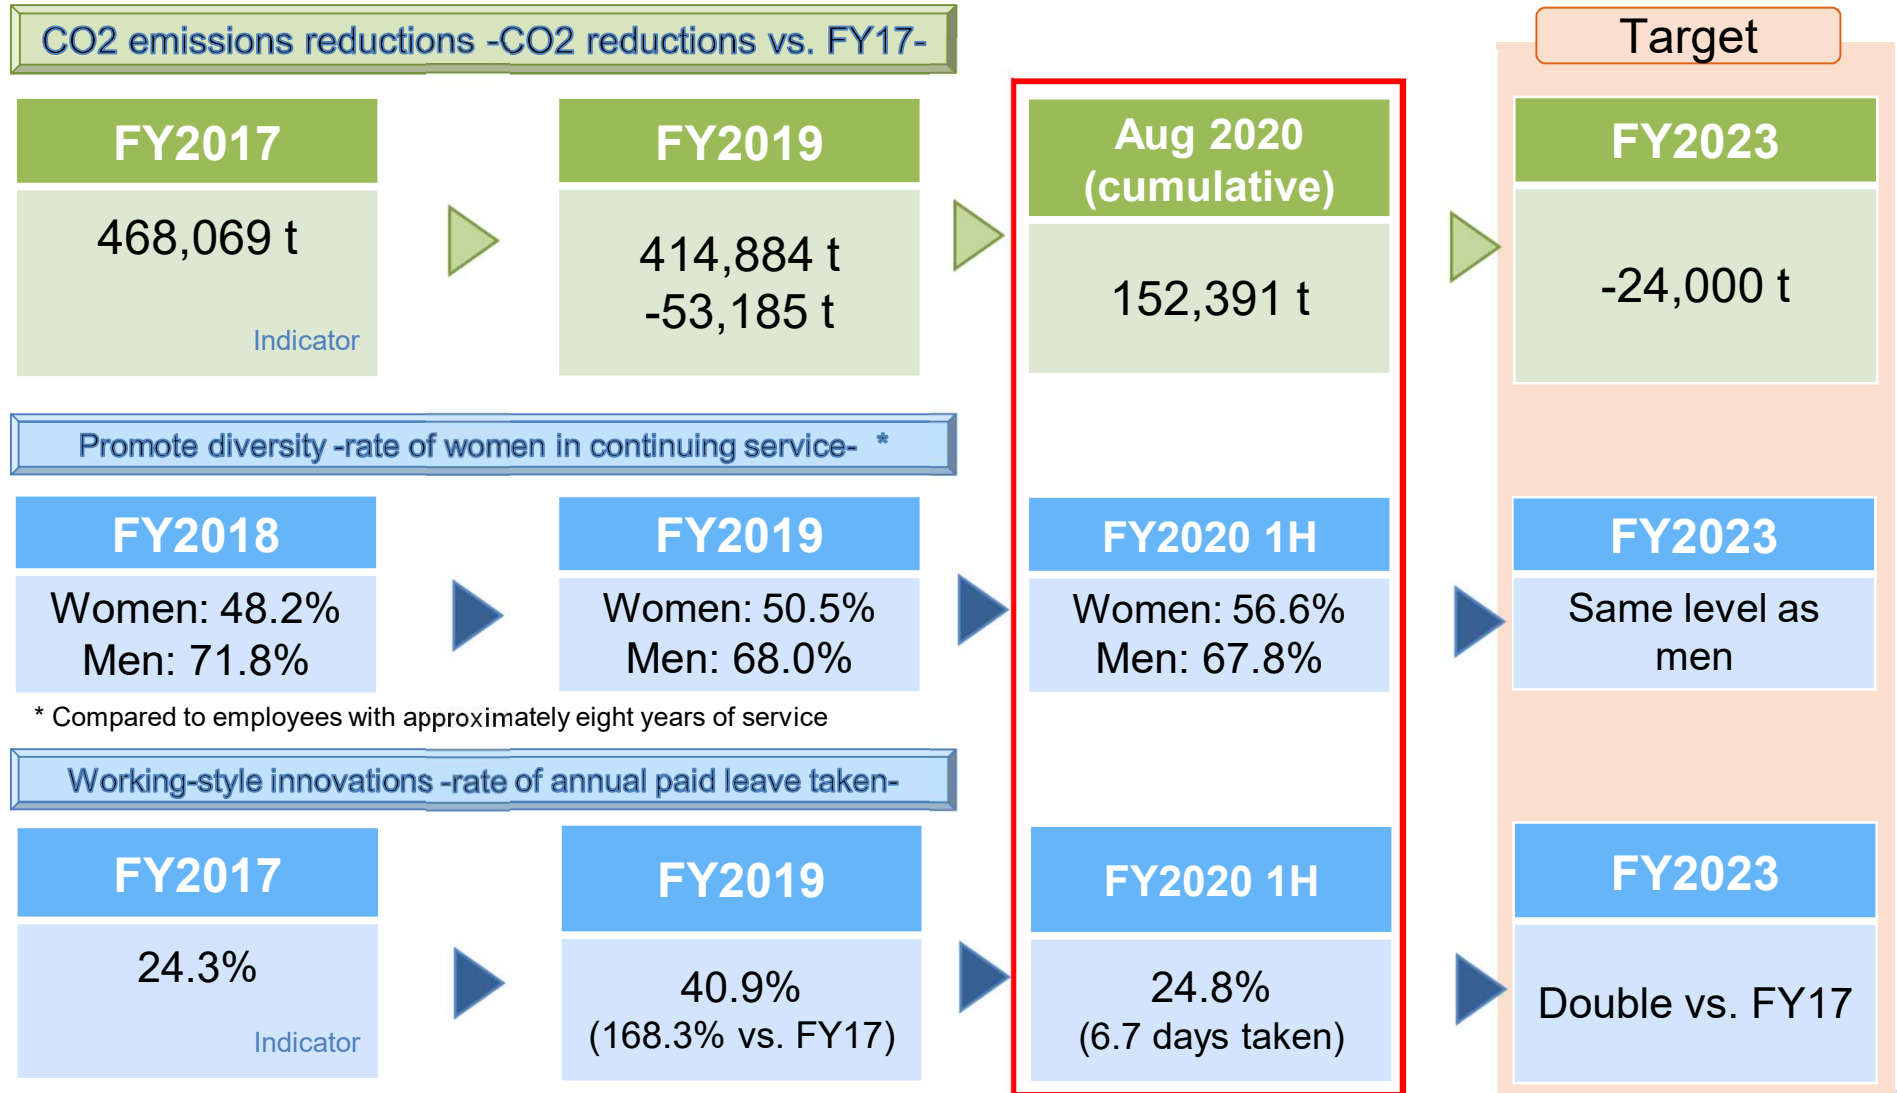 CO2 emissions reductions -CO2 reductions vs. FY17-
Target
FY2017
468,069 t
Indicator
FY2019
414,884 t
-53,185 t
Aug 2020
(cumulative)
152,391 t
FY2023
-24,000 t
Promote diversity -rate of women in continuing service- *
FY2018
Women: 48.2%
Men: 71.8%
FY2019
Women: 50.5%
Men: 68.0%
FY2020 1H
Women: 56.6%
Men: 67.8%
FY2023
Same level as
men
* Compared to employees with approximately eight years of service
Working-style innovations -rate of annual paid leave taken-
FY2017
24.3%
Indicator
FY2019
40.9%
(168.3% vs. FY17)
FY2020 1H
24.8%
(6.7 days taken)
FY2023
Double vs. FY17